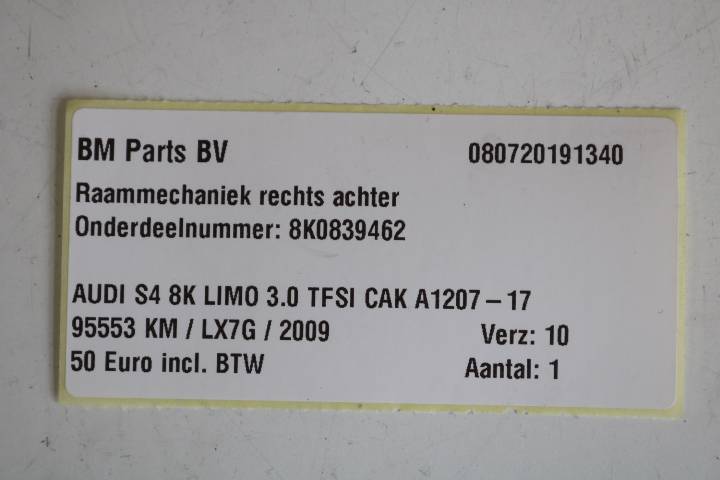 BM Parts BV 080720191340
Raammechaniek rechts achter
Onderdeelnummer: 8K0839462
AUDI S4 8K LIMO 3.0 TFSI CAK A1207-17
95553 KM / LX7G / 2009 Verz: 10
50 Euro incl. BTW Aantal: 1